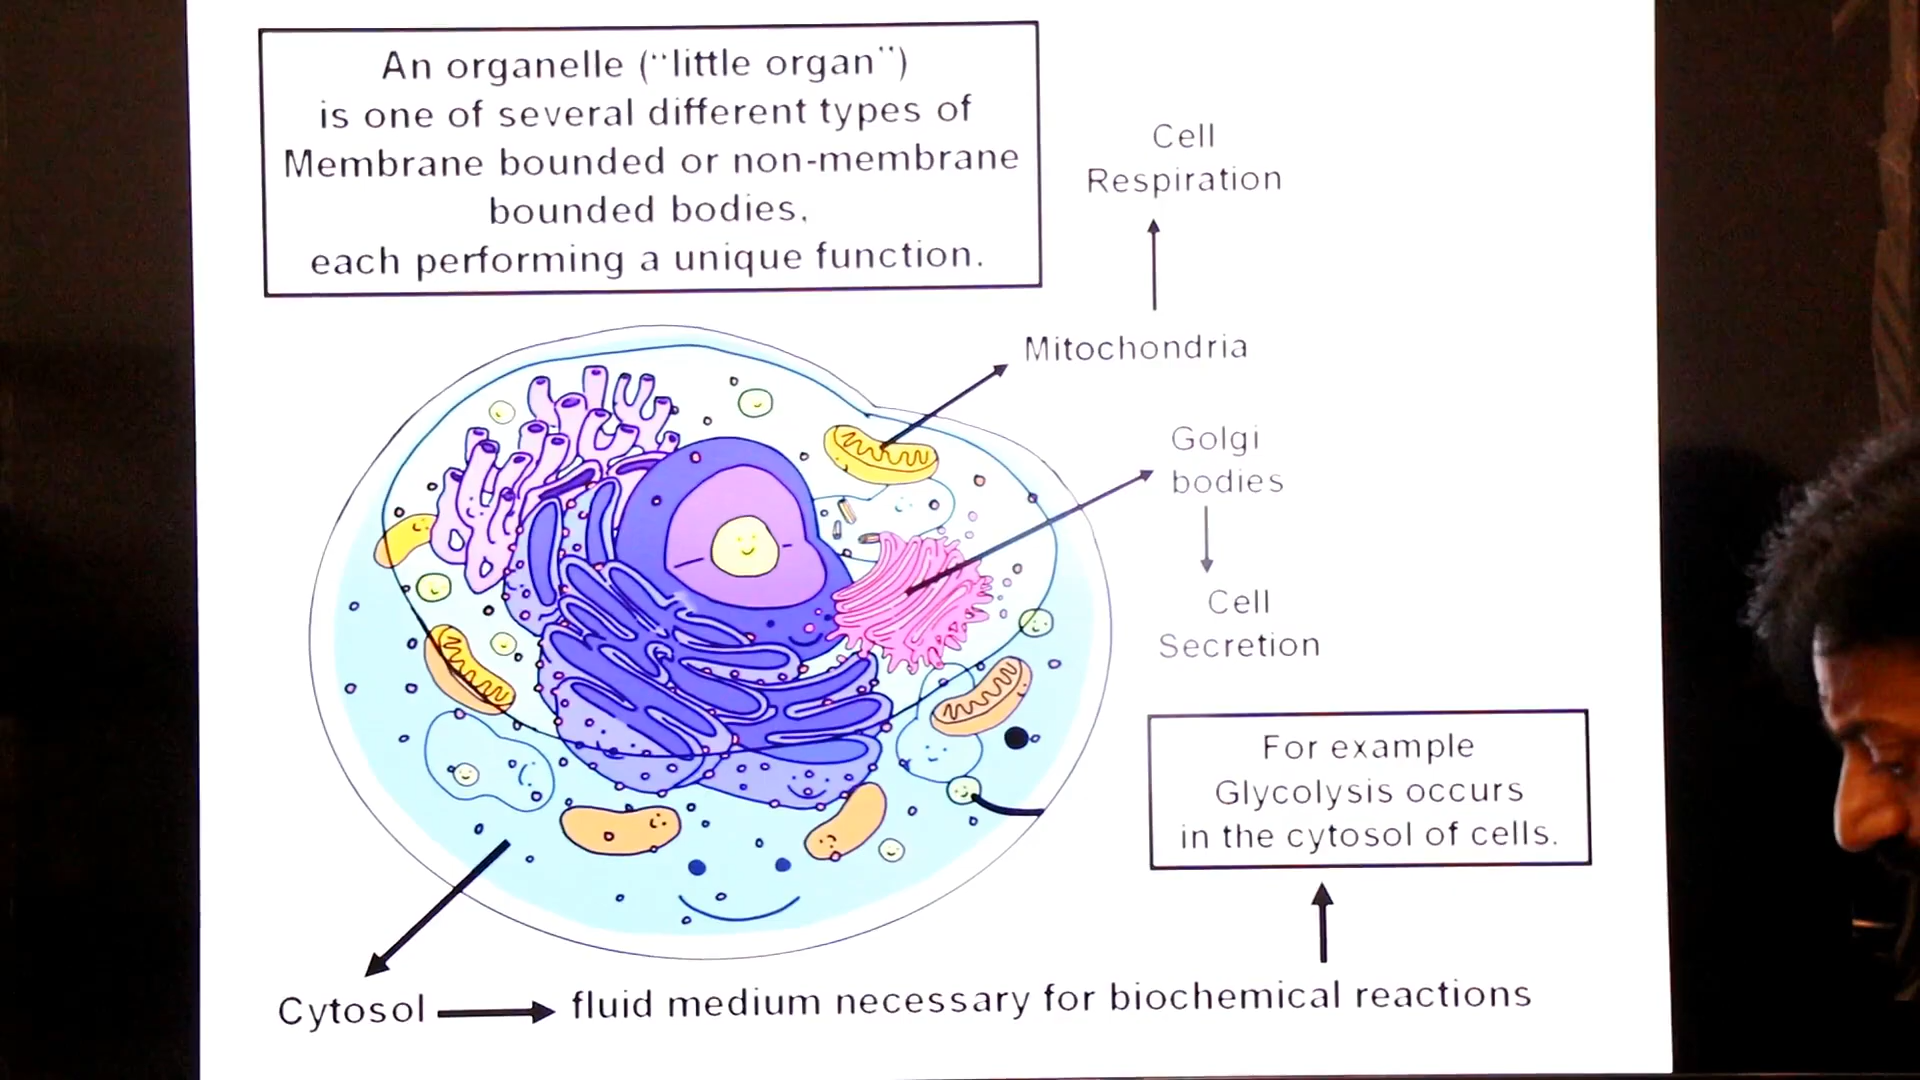 An organelle (“little organ”)
is one of several different types of
Membrane bounded or non-membrane
bounded bodies.
each performing a unique function.
Cell
Respiration
Mitochondria
Golgi
bodies
Cell
Secretion
For example
Glycolysis occurs
in the cytosol of cells.
Cytosol
fluid medium necessary for biochemical reactions